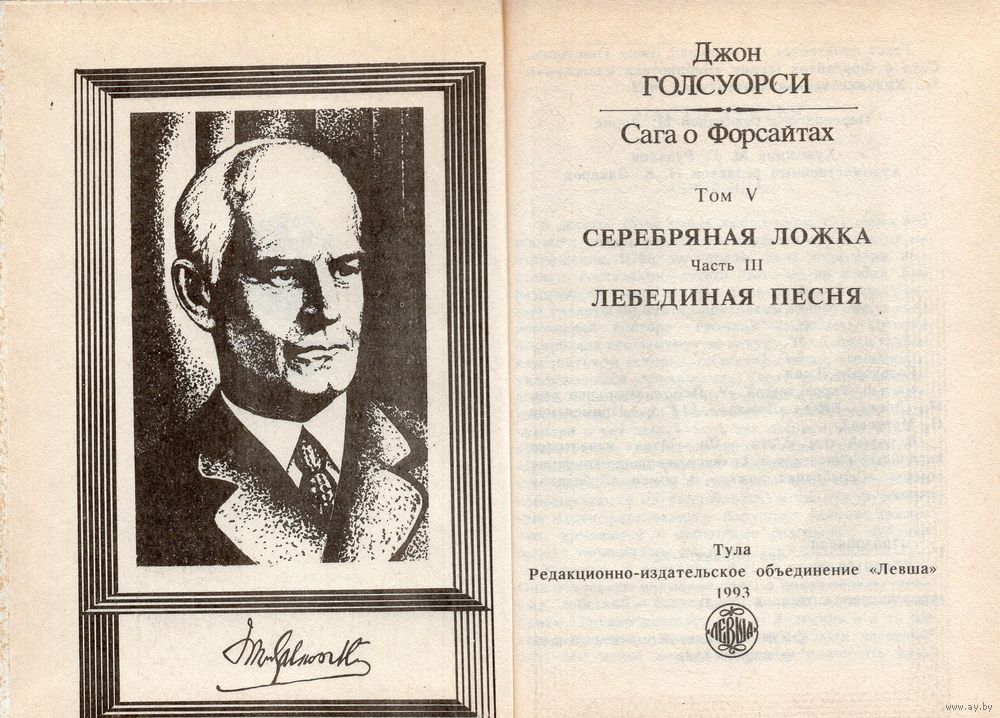 Джон
ГОЛСУОРСИ
Сага о Форсайтах
Том V
СЕРЕБРЯНАЯ ЛОЖКА
Часть III
ЛЕБЕДИНАЯ ПЕСНЯ
Тула
Редакционно-издательское объединение «Левша»
1993
ЛЕВША
www.ay.by